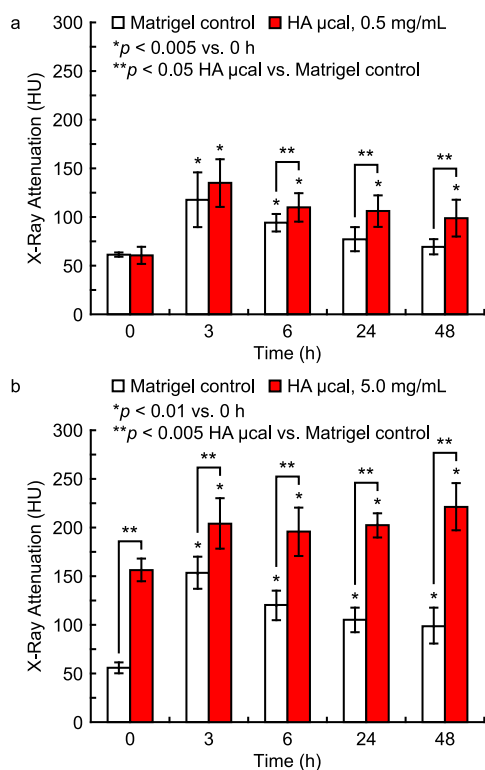 a
Matrigel control HA µcal, 0.5 mg/mL
*p < 0.005 vs. 0 h
**p < 0.05 HA µcal vs. Matrigel control
X-Ray Attenuation (HU)
300
250
200
150
100
50
0
* * * ** * ** * ** *
0 3 6 24 48
Time (h)
b
Matrigel control HA µcal, 5.0 mg/mL
*p < 0.01 vs. 0 h
**p < 0.005 HA µcal vs. Matrigel control
X-Ray Attenuation (HU)
300
250
200
150
100
50
0
** * ** * * ** * * ** * * ** *
0 3 6 24 48
Time (h)